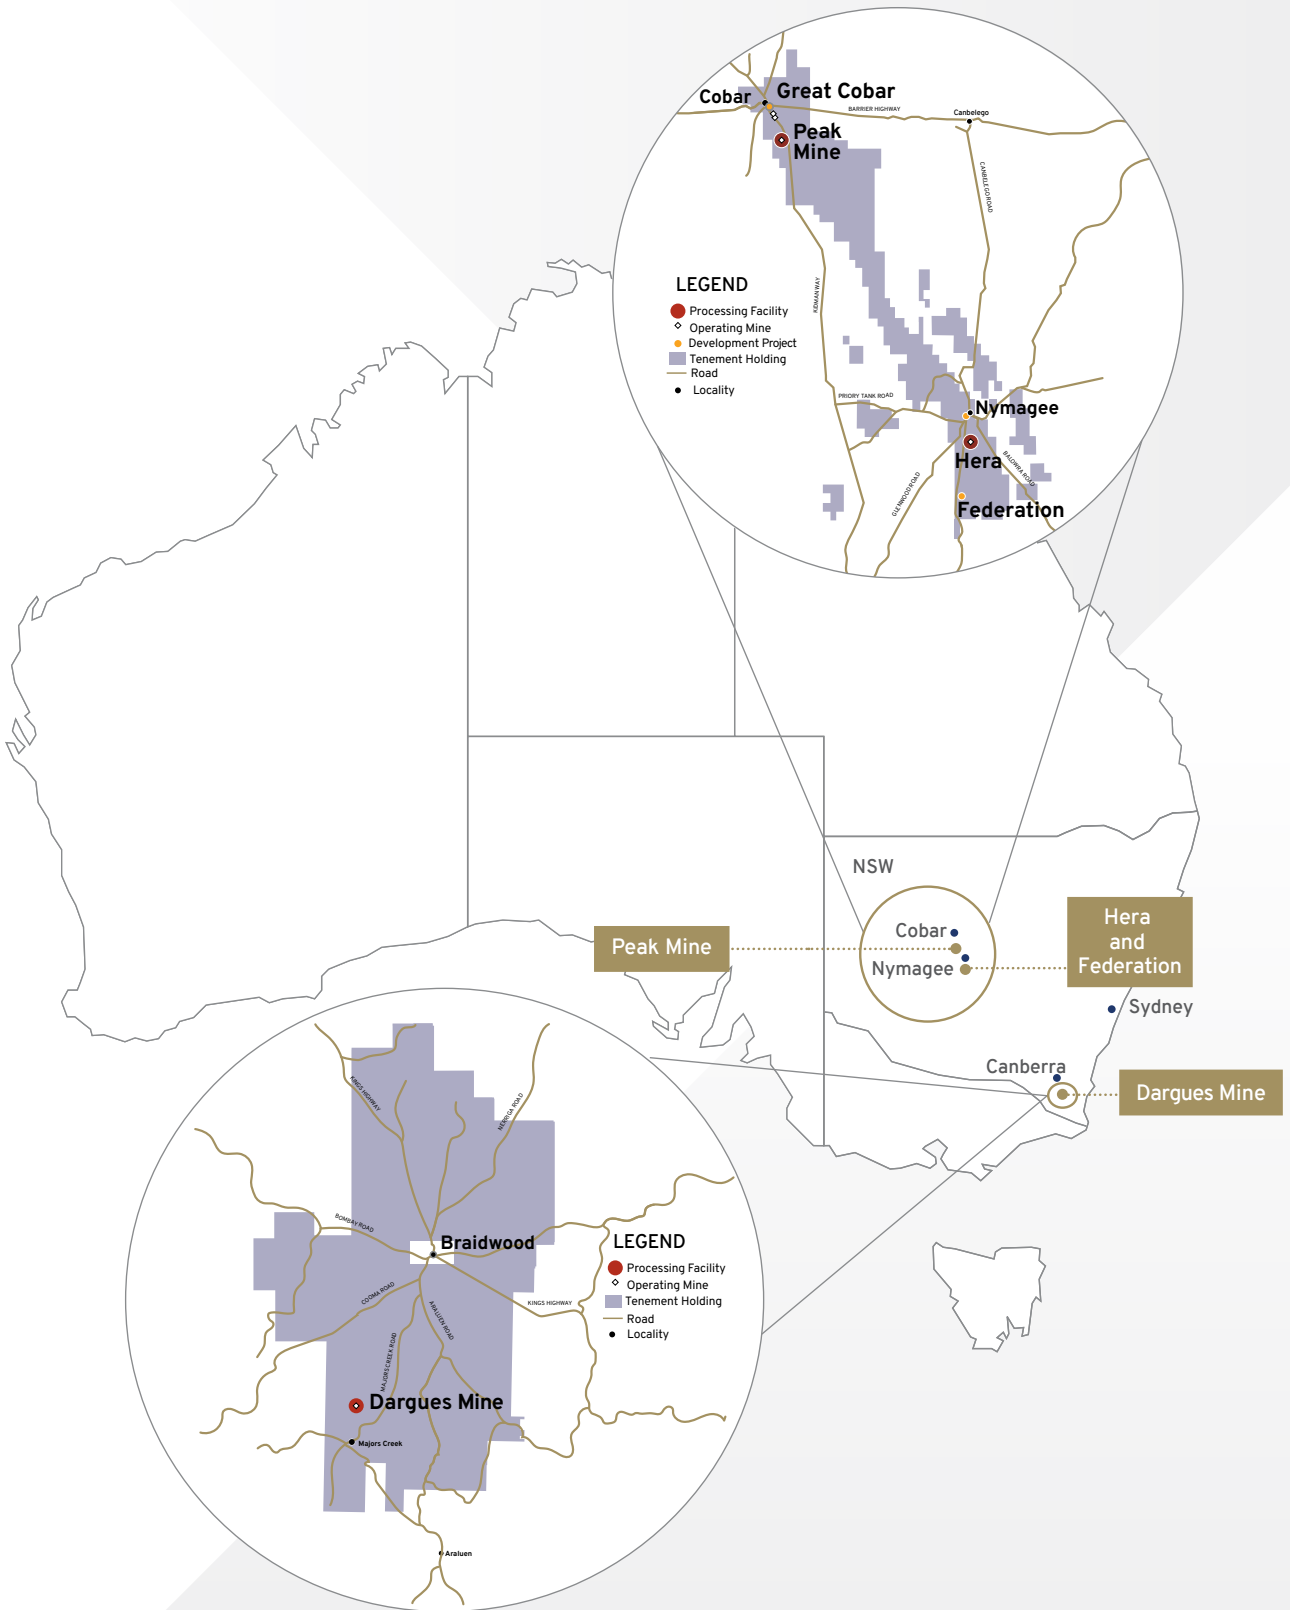 Cobar
Great Cobar
BARRIER HIGHWAY
Canbelego
Peak
Mine
CANBELEGO ROAD
KIDMAN WAY
LEGEND
Processing Facility
Operating Mine
Development Project
Tenement Holding
Road
Locality
PRIORY TANK ROAD
Nymagee
Hera
BALOWRA ROAD
GLENWOOD ROAD
Federation
NSW
Cobar
Peak Mine
Nymagee
Hera
and
Federation
Sydney
Canberra
Dargues Mine
KINGS HIGHWAY
NERRIGA ROAD
BOMBAY ROAD
Braidwood
COOMA ROAD
ARALUEN ROAD
KINGS HIGHWAY
MAJORS CREEK ROAD
LEGEND
Processing Facility
Operating Mine
Tenement Holding
Road
Locality
Dargues Mine
Majors Creek
Araluen